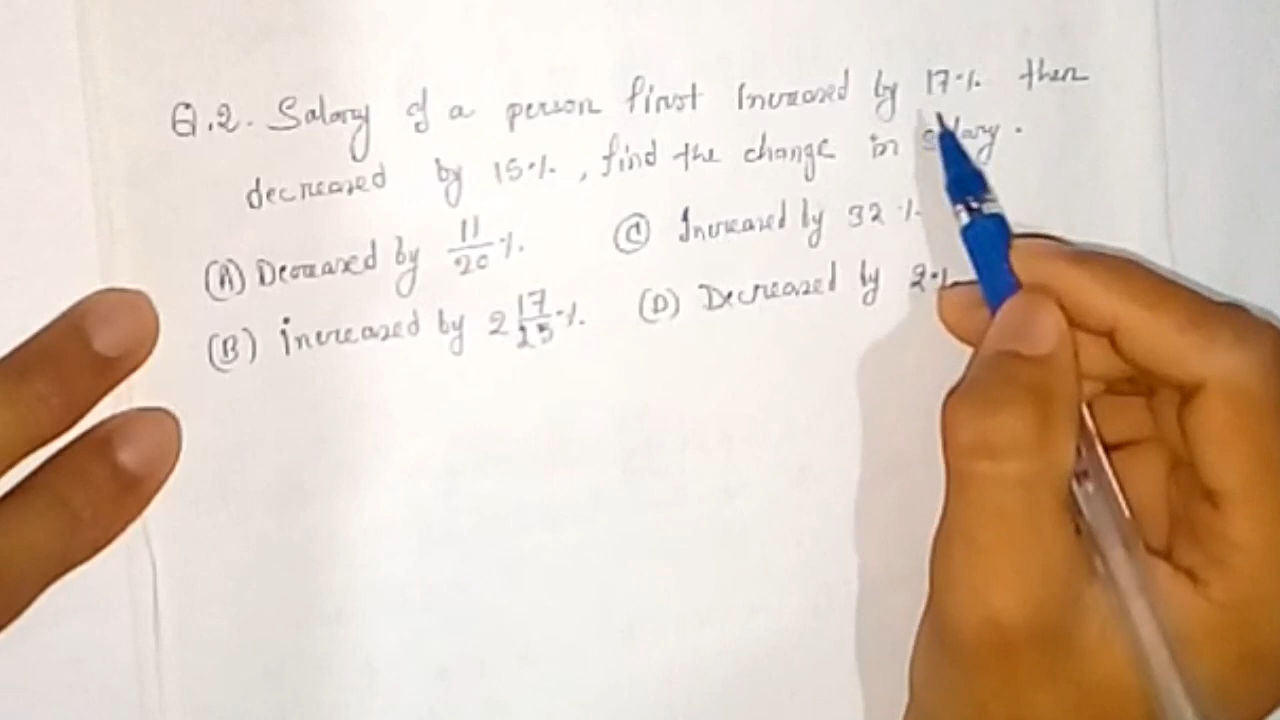 Q.2. Salary of a person first Increased by 17% then
decreased by 15%, find the change in salary.
(A) Decreased by 11/20%. (C) Increased by 32%.
(B) increased by 2 17/25%. (D) Decreased by 2%